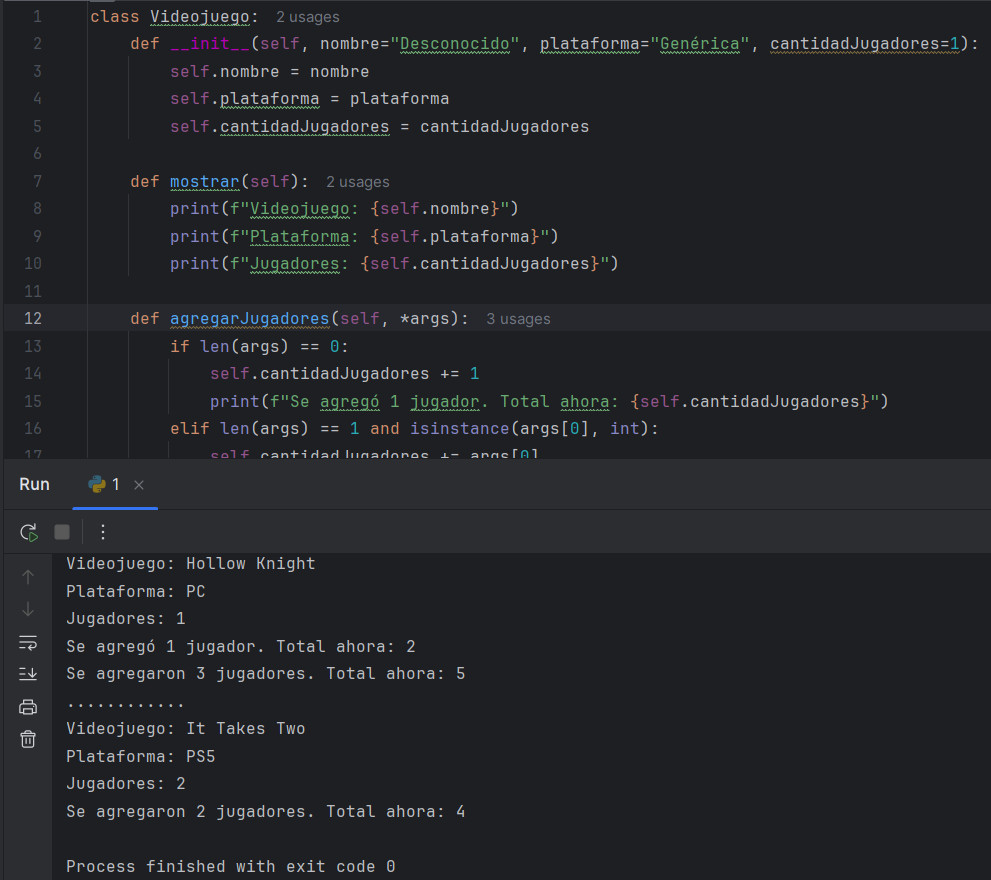 1 class Videojuego: 2 usages
2 def __init__(self, nombre="Desconocido", plataforma="Genérica", cantidadJugadores=1):
3 self.nombre = nombre
4 self.plataforma = plataforma
5 self.cantidadJugadores = cantidadJugadores
6
7 def mostrar(self): 2 usages
8 print(f"Videojuego: {self.nombre}")
9 print(f"Plataforma: {self.plataforma}")
10 print(f"Jugadores: {self.cantidadJugadores}")
11
12 def agregarJugadores(self, *args): 3 usages
13 if len(args) == 0:
14 self.cantidadJugadores += 1
15 print(f"Se agregó 1 jugador. Total ahora: {self.cantidadJugadores}")
16 elif len(args) == 1 and isinstance(args[0], int):
17 self.cantidadJugadores += args[0]
Run 1
Videojuego: Hollow Knight
Plataforma: PC
Jugadores: 1
Se agregó 1 jugador. Total ahora: 2
Se agregaron 3 jugadores. Total ahora: 5
............
Videojuego: It Takes Two
Plataforma: PS5
Jugadores: 2
Se agregaron 2 jugadores. Total ahora: 4
Process finished with exit code 0